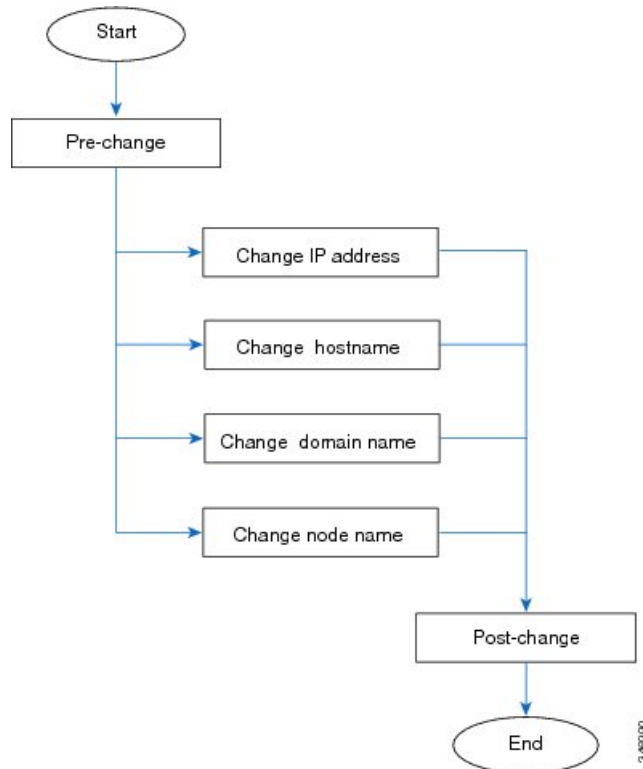 Start
Pre-change
Change IP address
Change hostname
Change domain name
Change node name
Post-change
End